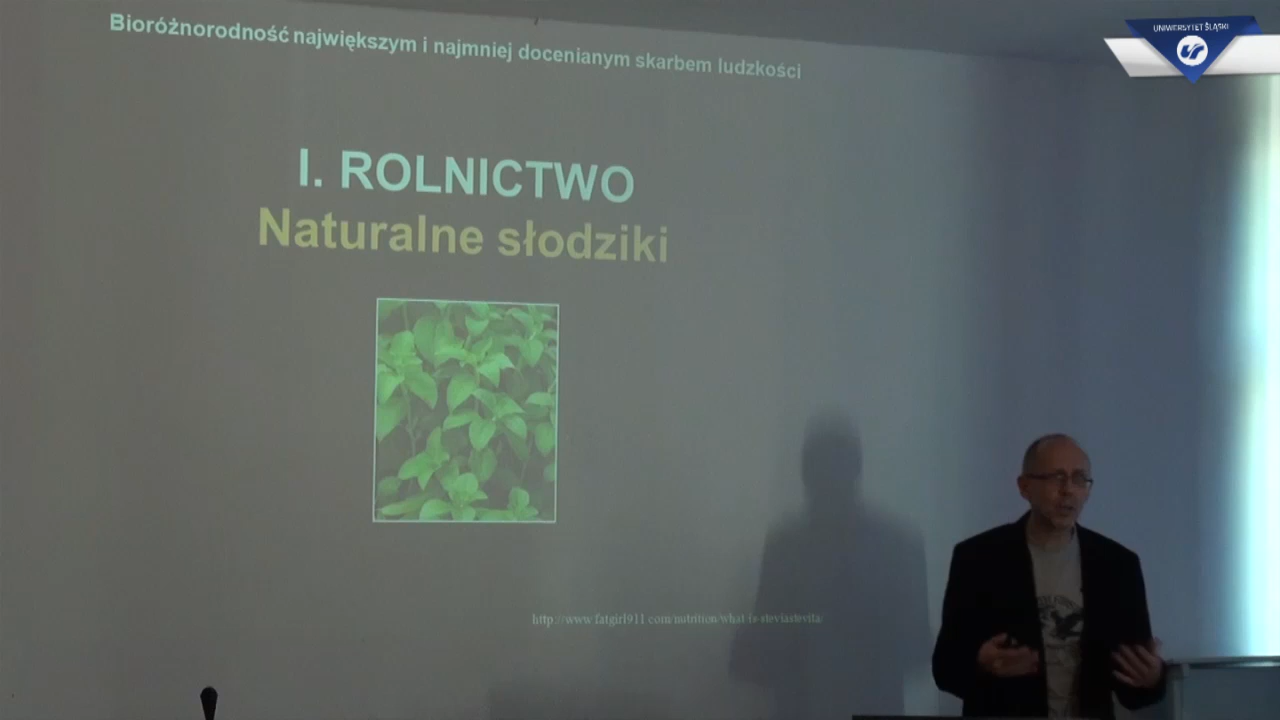 Bioróżnorodność największym i najmniej docenianym skarbem ludzkości
UNIWERSYTET ŚLĄSKI
I. ROLNICTWO
Naturalne słodziki